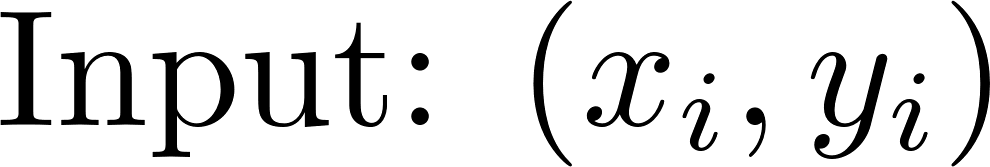 Input: (x_i, y_i)